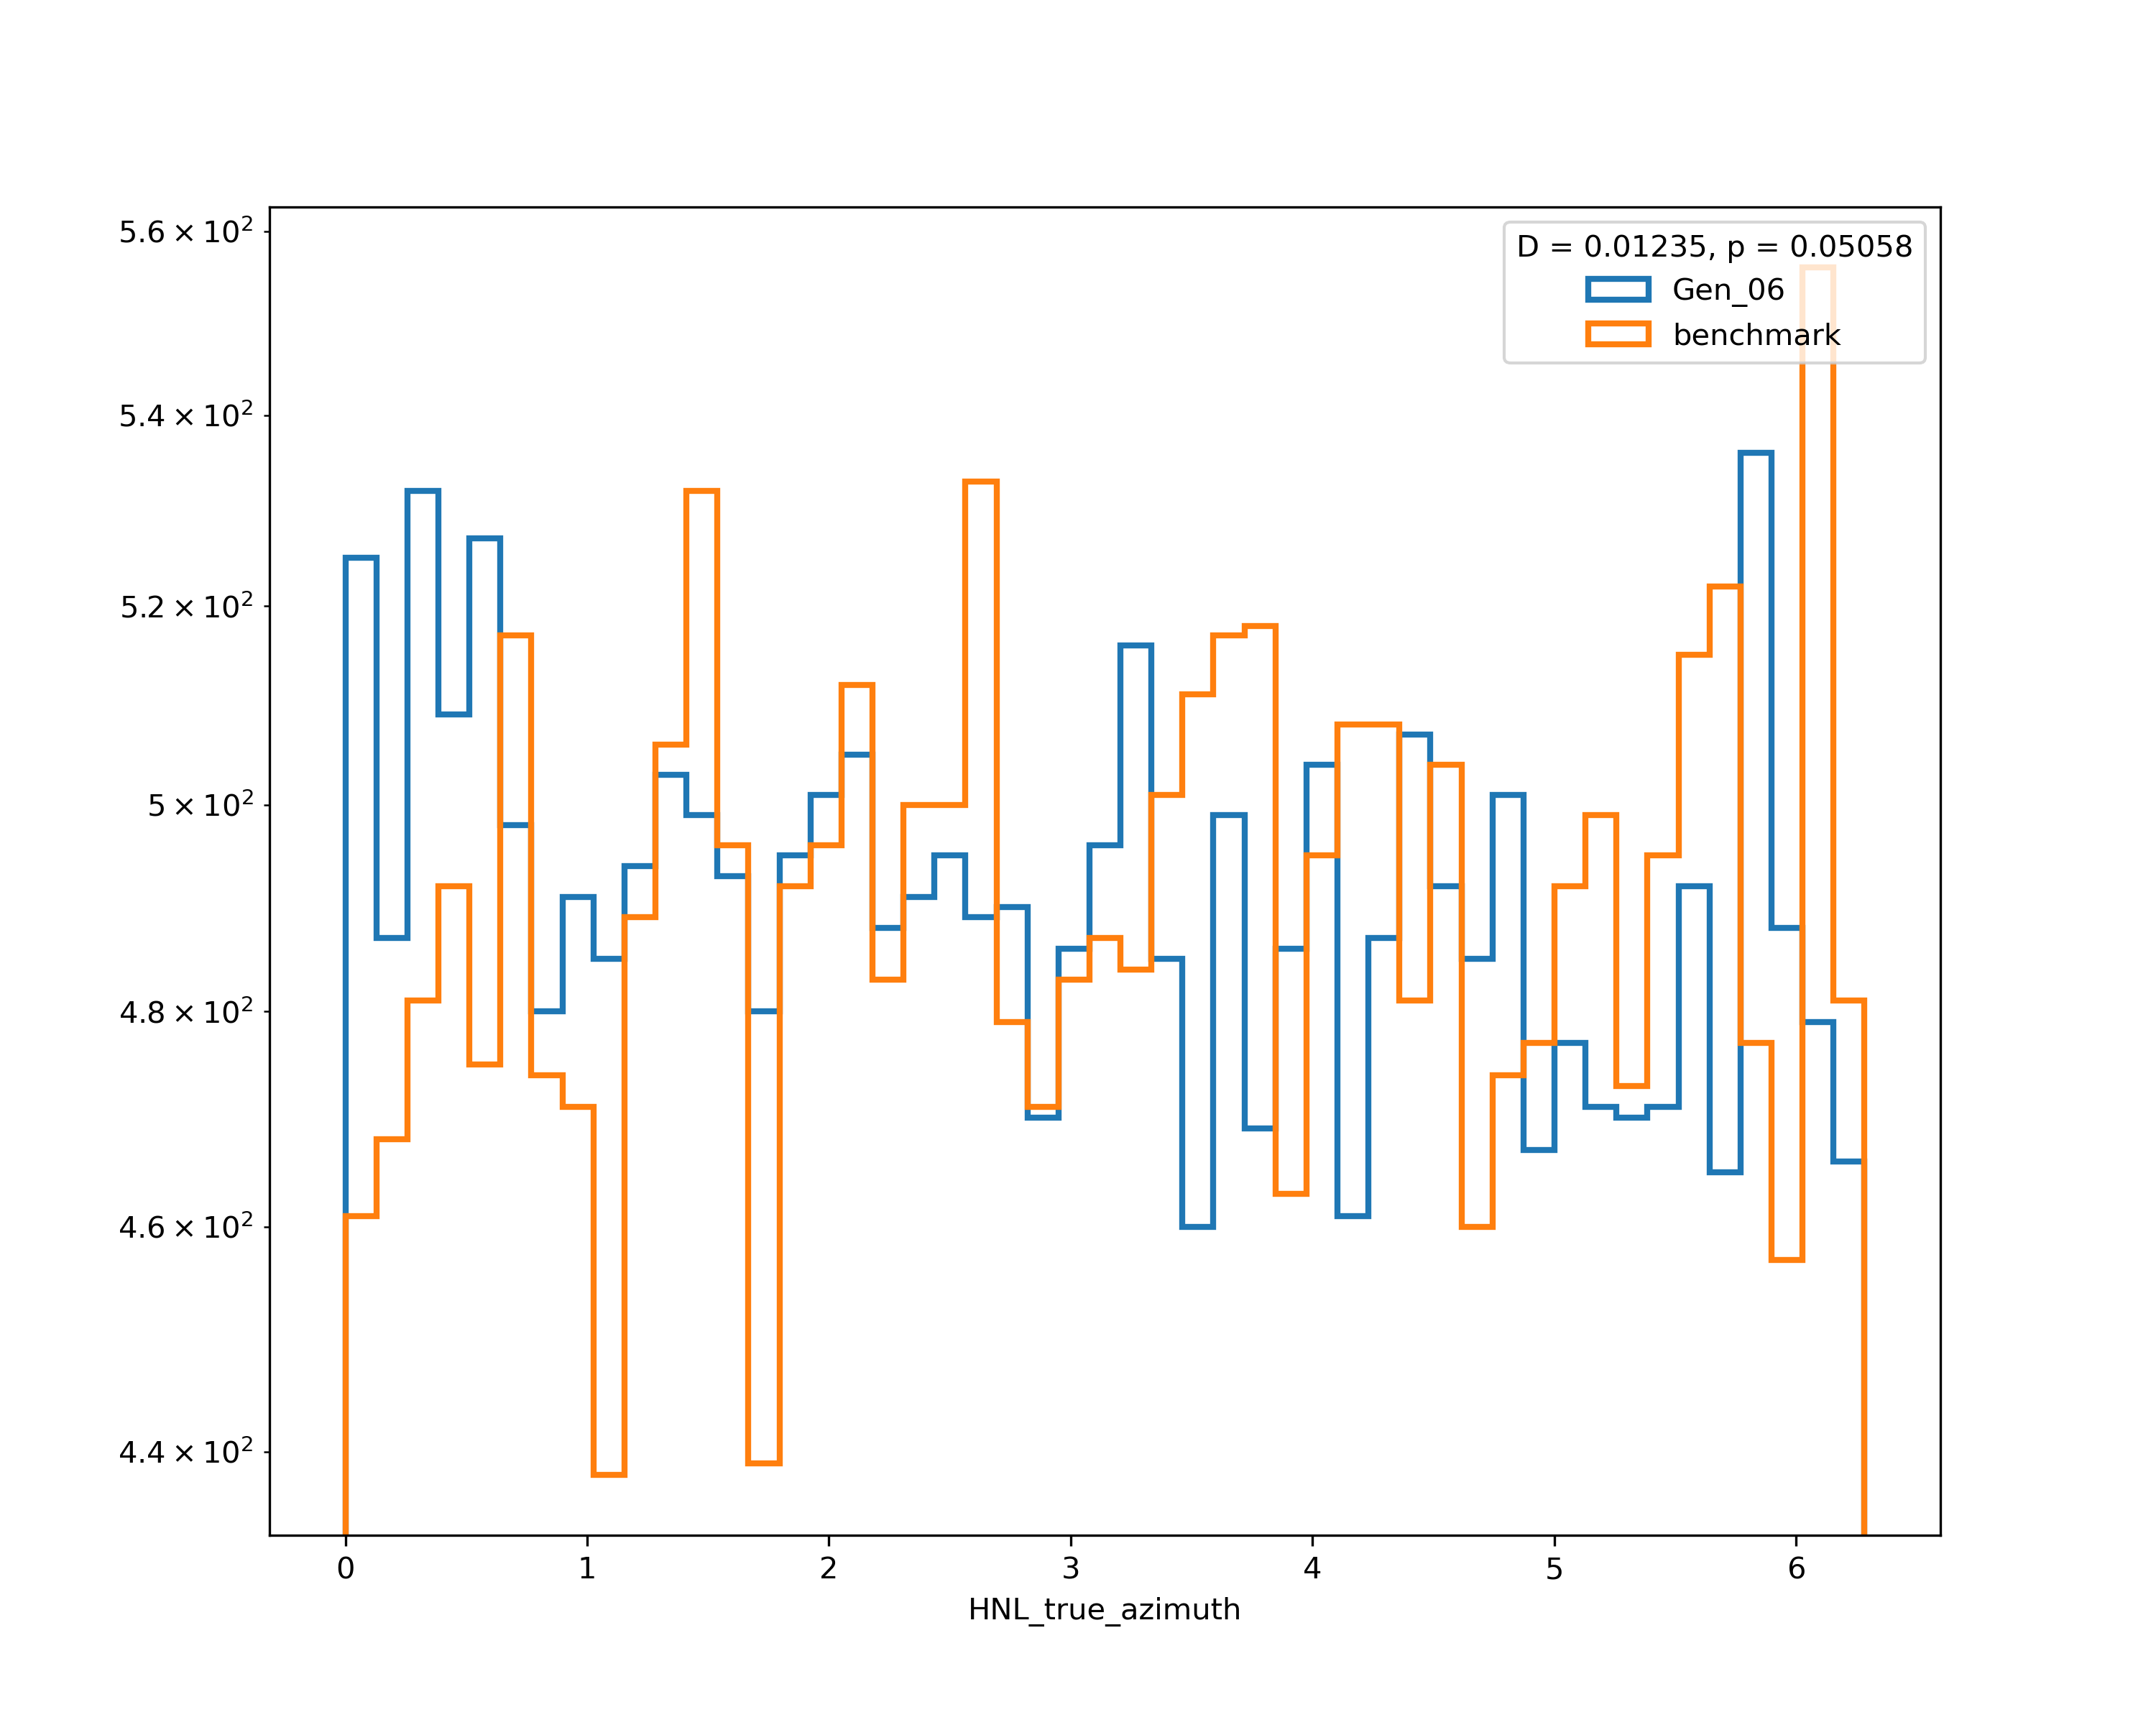 D = 0.01235, p = 0.05058
Gen_06
benchmark
5.6 × 10²
5.4 × 10²
5.2 × 10²
5 × 10²
4.8 × 10²
4.6 × 10²
4.4 × 10²
0 1 2 3 4 5 6
HNL_true_azimuth